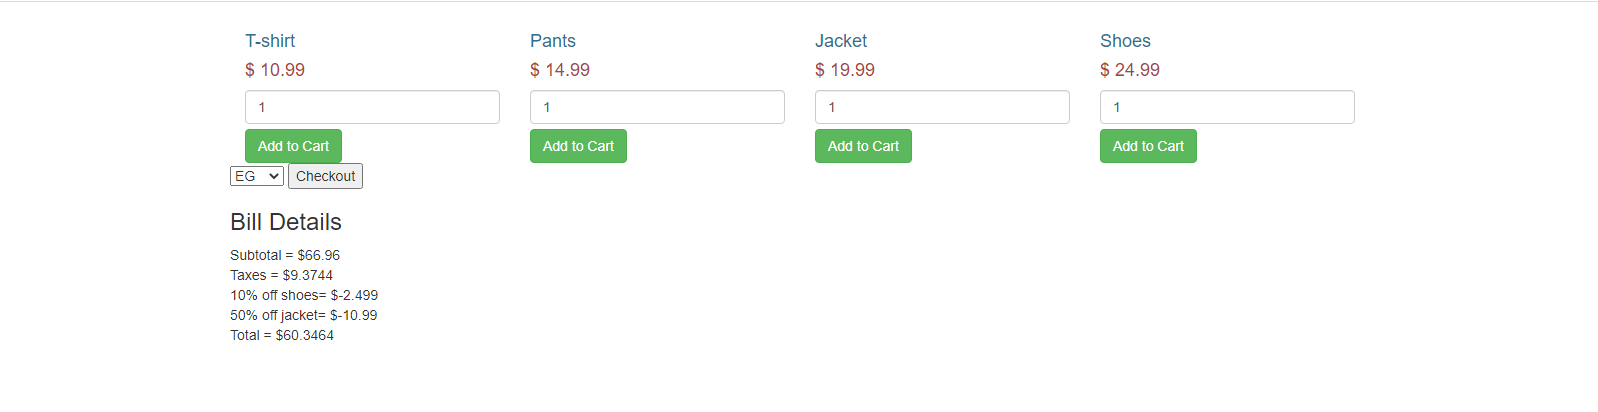 T-shirt Pants Jacket Shoes
$ 10.99 $ 14.99 $ 19.99 $ 24.99
1 1 1 1
Add to Cart Add to Cart Add to Cart Add to Cart
EG Checkout
Bill Details
Subtotal = $66.96
Taxes = $9.3744
10% off shoes= $-2.499
50% off jacket= $-10.99
Total = $60.3464